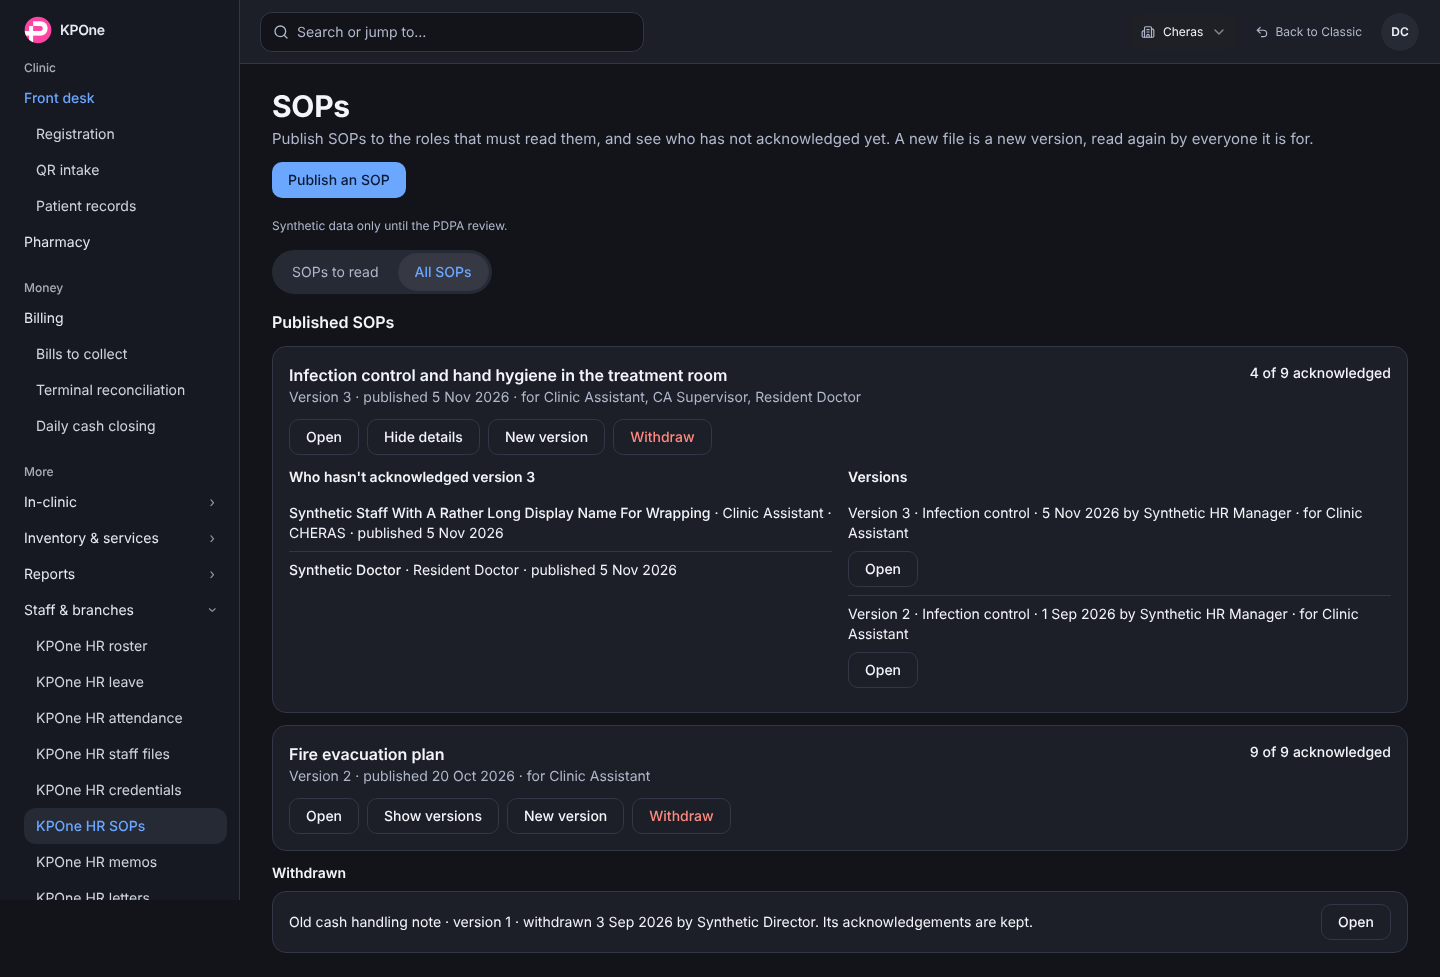 KPOne
Search or jump to...
Cheras
Back to Classic
DC
Clinic
Front desk
Registration
QR intake
Patient records
Pharmacy
Money
Billing
Bills to collect
Terminal reconciliation
Daily cash closing
More
In-clinic
Inventory & services
Reports
Staff & branches
KPOne HR roster
KPOne HR leave
KPOne HR attendance
KPOne HR staff files
KPOne HR credentials
KPOne HR SOPs
KPOne HR memos
KPOne HR letters
SOPs
Publish SOPs to the roles that must read them, and see who has not acknowledged yet. A new file is a new version, read again by everyone it is for.
Publish an SOP
Synthetic data only until the PDPA review.
SOPs to read
All SOPs
Published SOPs
Infection control and hand hygiene in the treatment room
4 of 9 acknowledged
Version 3 · published 5 Nov 2026 · for Clinic Assistant, CA Supervisor, Resident Doctor
Open
Hide details
New version
Withdraw
Who hasn't acknowledged version 3
Synthetic Staff With A Rather Long Display Name For Wrapping · Clinic Assistant ·
CHERAS · published 5 Nov 2026
Synthetic Doctor · Resident Doctor · published 5 Nov 2026
Versions
Version 3 · Infection control · 5 Nov 2026 by Synthetic HR Manager · for Clinic
Assistant
Open
Version 2 · Infection control · 1 Sep 2026 by Synthetic HR Manager · for Clinic
Assistant
Open
Fire evacuation plan
9 of 9 acknowledged
Version 2 · published 20 Oct 2026 · for Clinic Assistant
Open
Show versions
New version
Withdraw
Withdrawn
Old cash handling note · version 1 · withdrawn 3 Sep 2026 by Synthetic Director. Its acknowledgements are kept.
Open